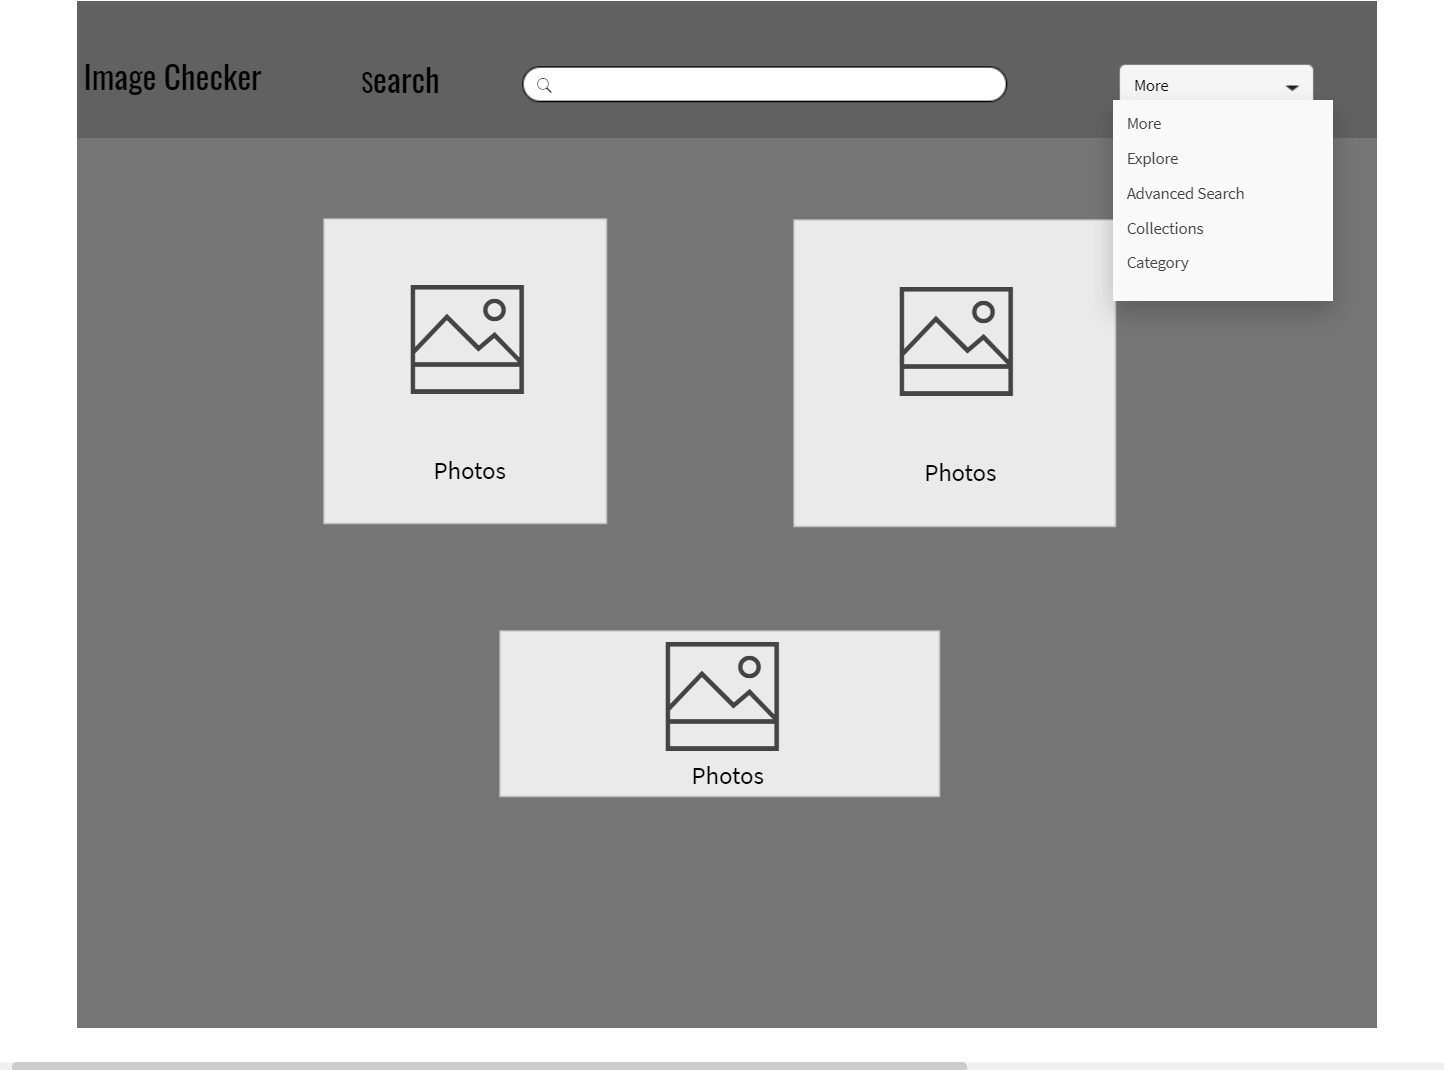 Image Checker
search
More
More
Explore
Advanced Search
Collections
Category
Photos
Photos
Photos